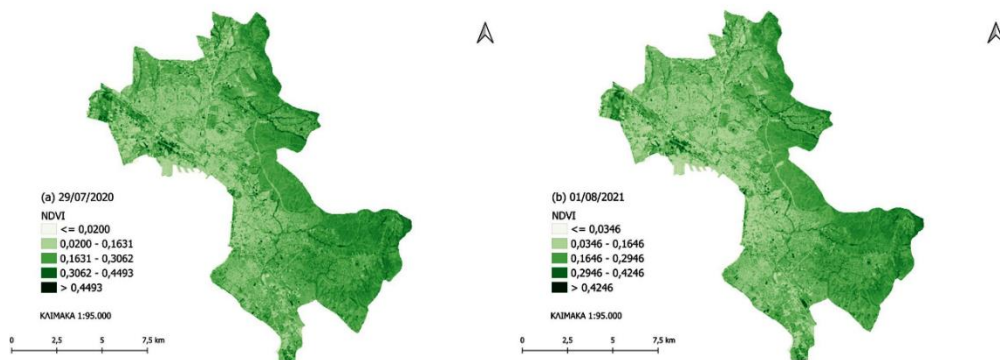 (a) 29/07/2020
NDVI
<= 0,0200
0,0200 - 0,1631
0,1631 - 0,3062
0,3062 - 0,4493
> 0,4493
ΚΛΙΜΑΚΑ 1:95.000
0 2,5 5 7,5 km
(b) 01/08/2021
NDVI
<= 0,0346
0,0346 - 0,1646
0,1646 - 0,2946
0,2946 - 0,4246
> 0,4246
ΚΛΙΜΑΚΑ 1:95.000
0 2,5 5 7,5 km